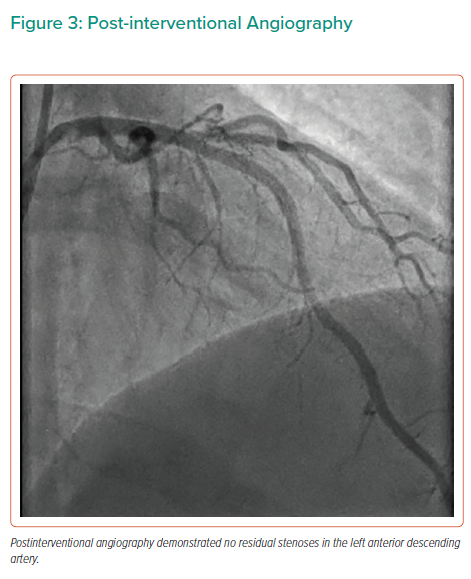 Figure 3: Post-interventional Angiography
Postinterventional angiography demonstrated no residual stenoses in the left anterior descending
artery.